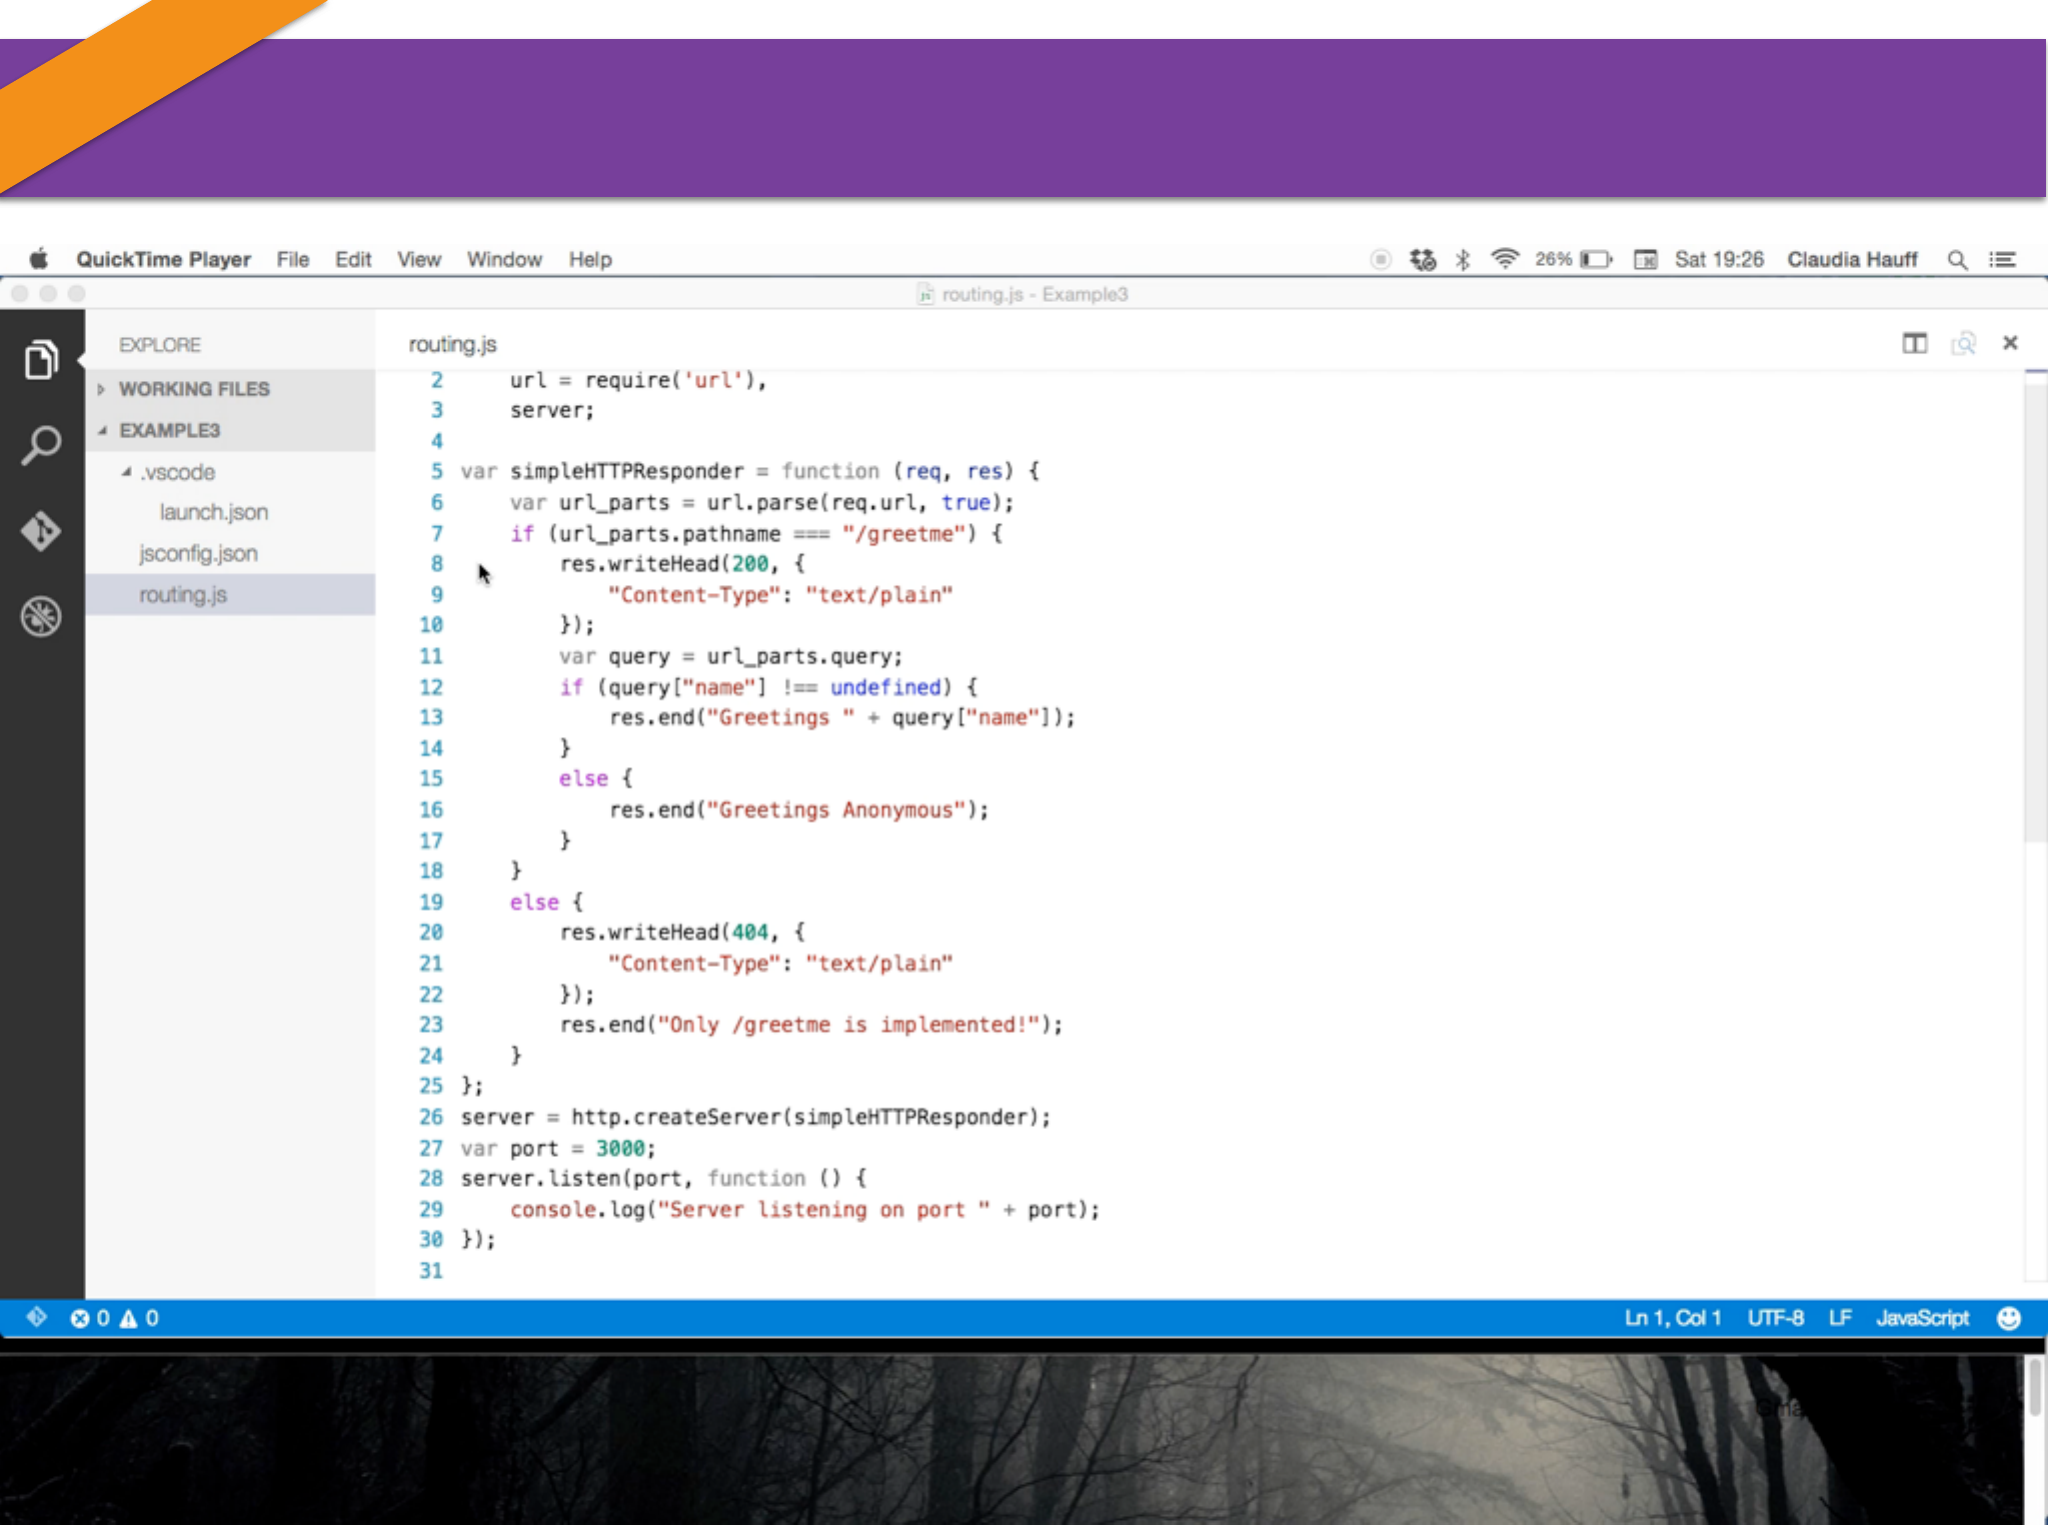 QuickTime Player File Edit View Window Help 26% Sat 19:26 Claudia Hauff
routing.js - Example3
EXPLORE
WORKING FILES
EXAMPLE3
.vscode
launch.json
jsconfig.json
routing.js
routing.js
2 url = require('url'),
3 server;
4
5 var simpleHTTPResponder = function (req, res) {
6 var url_parts = url.parse(req.url, true);
7 if (url_parts.pathname === "/greetme") {
8 res.writeHead(200, {
9 "Content-Type": "text/plain"
10 });
11 var query = url_parts.query;
12 if (query["name"] !== undefined) {
13 res.end("Greetings " + query["name"]);
14 }
15 else {
16 res.end("Greetings Anonymous");
17 }
18 }
19 else {
20 res.writeHead(404, {
21 "Content-Type": "text/plain"
22 });
23 res.end("Only /greetme is implemented!");
24 }
25 };
26 server = http.createServer(simpleHTTPResponder);
27 var port = 3000;
28 server.listen(port, function () {
29 console.log("Server listening on port " + port);
30 });
31
0 0 Ln 1, Col 1 UTF-8 LF JavaScript